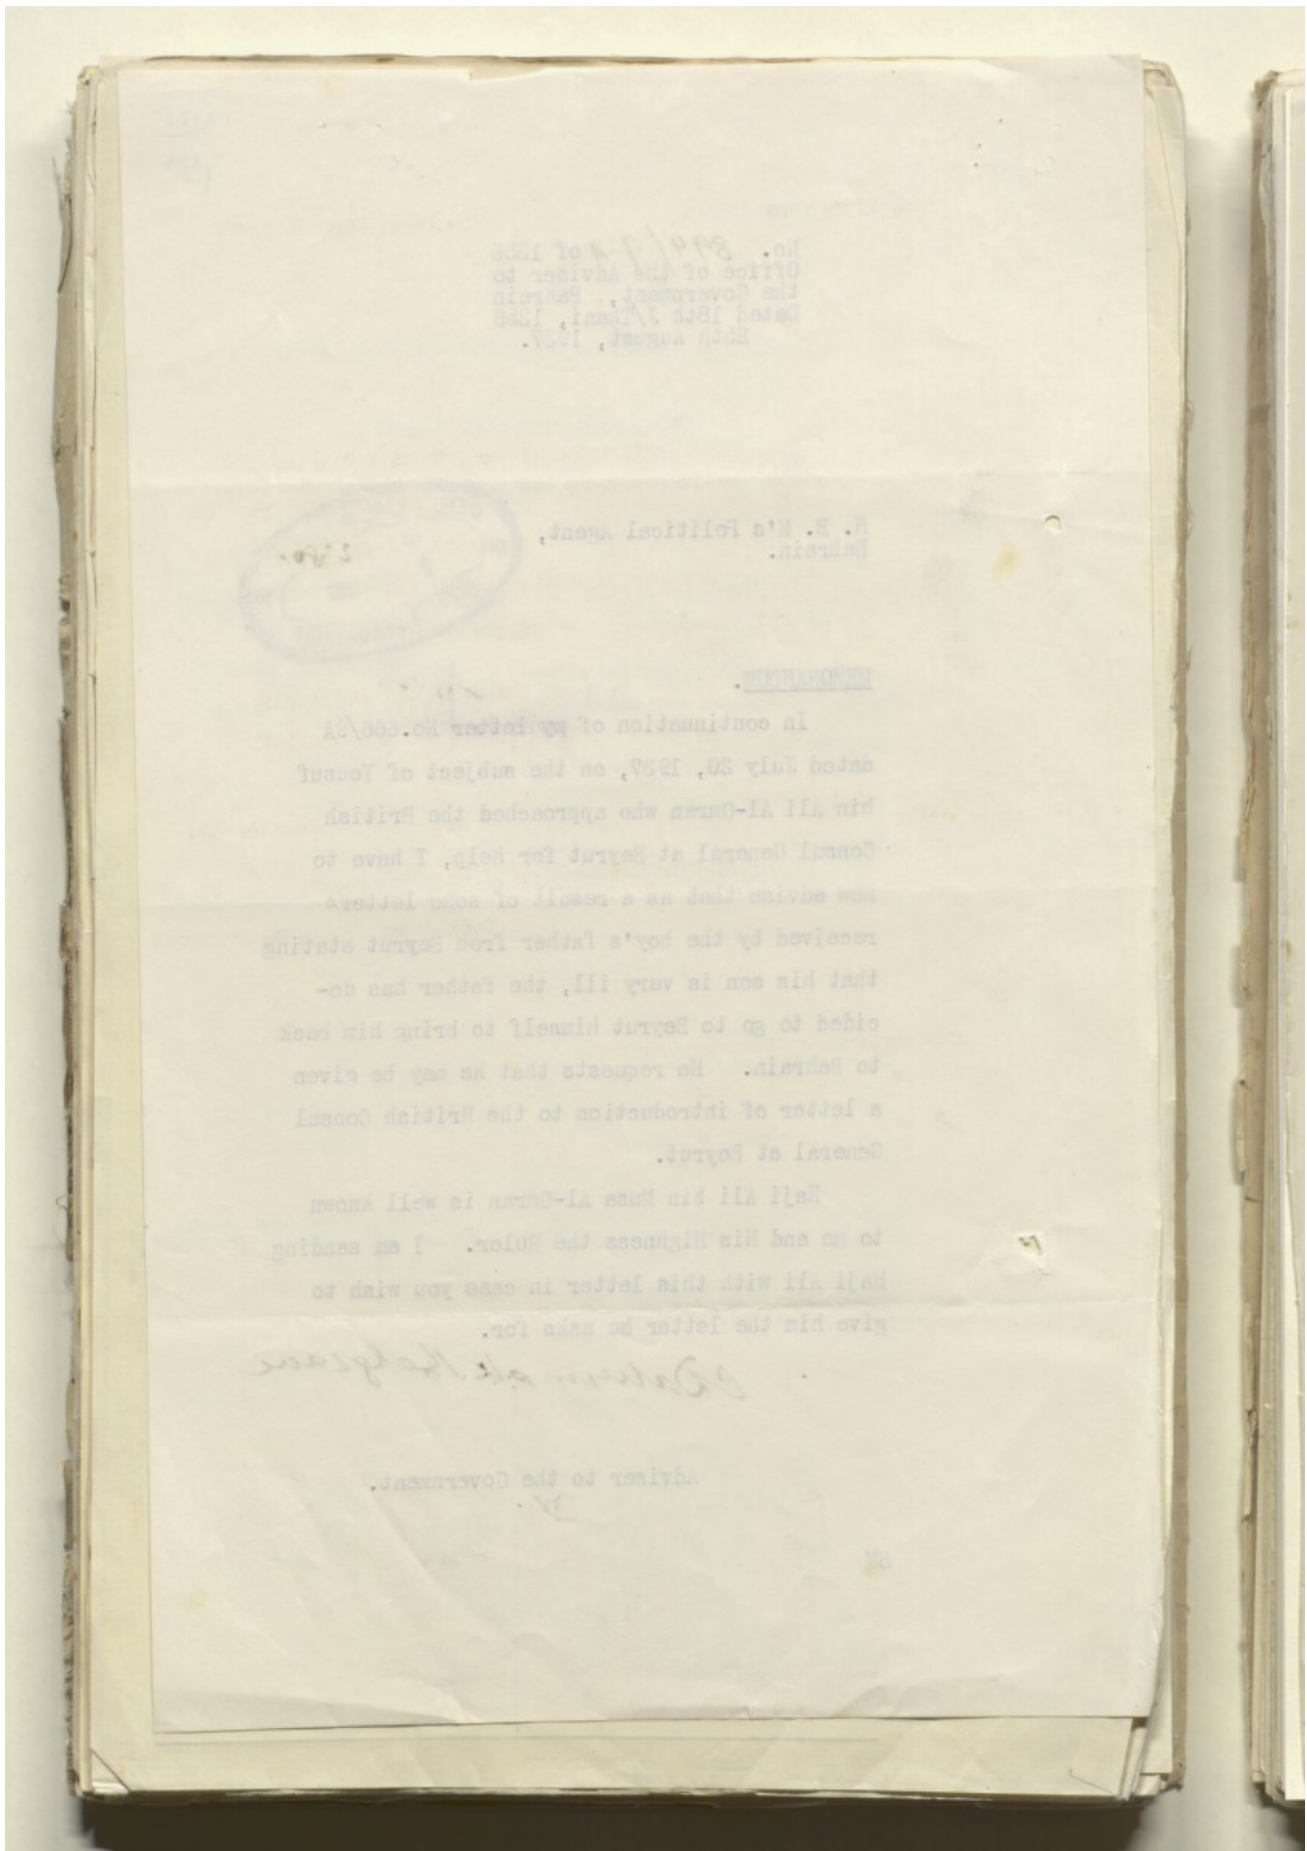 No. 894/9-A of 1356
Office of the Adviser to
the Government, Bahrain
Dated 18th J/Thani, 1356
25th August, 1937.
H. B. M's Political Agent,
Bahrain.
MEMORANDUM.
In continuation of my letter No.666/9A
dated July 20, 1937, on the subject of Yousuf
bin Ali Al-Omran who approached the British
Consul General at Beyrut for help, I have to
now advise that as a result of some letters
received by the boy's father from Beyrut stating
that his son is very ill, the father has de-
cided to go to Beyrut himself to bring him back
to Bahrain. He requests that he may be given
a letter of introduction to the British Consul
General at Beyrut.
Haji Ali bin Musa Al-Omran is well known
to me and His Highness the Ruler. I am sending
Haji Ali with this letter in case you wish to
give him the letter he asks for.
Adviser to the Government.